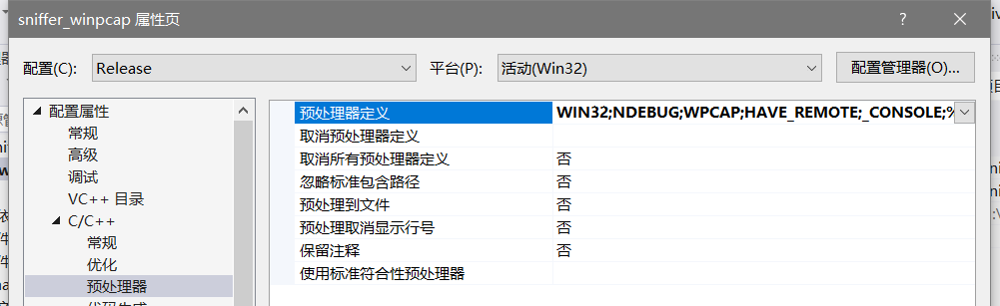 sniffer_winpcap 属性页
配置(C): Release 平台(P): 活动(Win32) 配置管理器(O)...
配置属性
常规
高级
调试
VC++ 目录
C/C++
常规
优化
预处理器
预处理器定义 WIN32;NDEBUG;WPCAP;HAVE_REMOTE;_CONSOLE;%
取消预处理器定义
取消所有预处理器定义 否
忽略标准包含路径 否
预处理到文件 否
预处理取消显示行号 否
保留注释 否
使用标准符合性预处理器